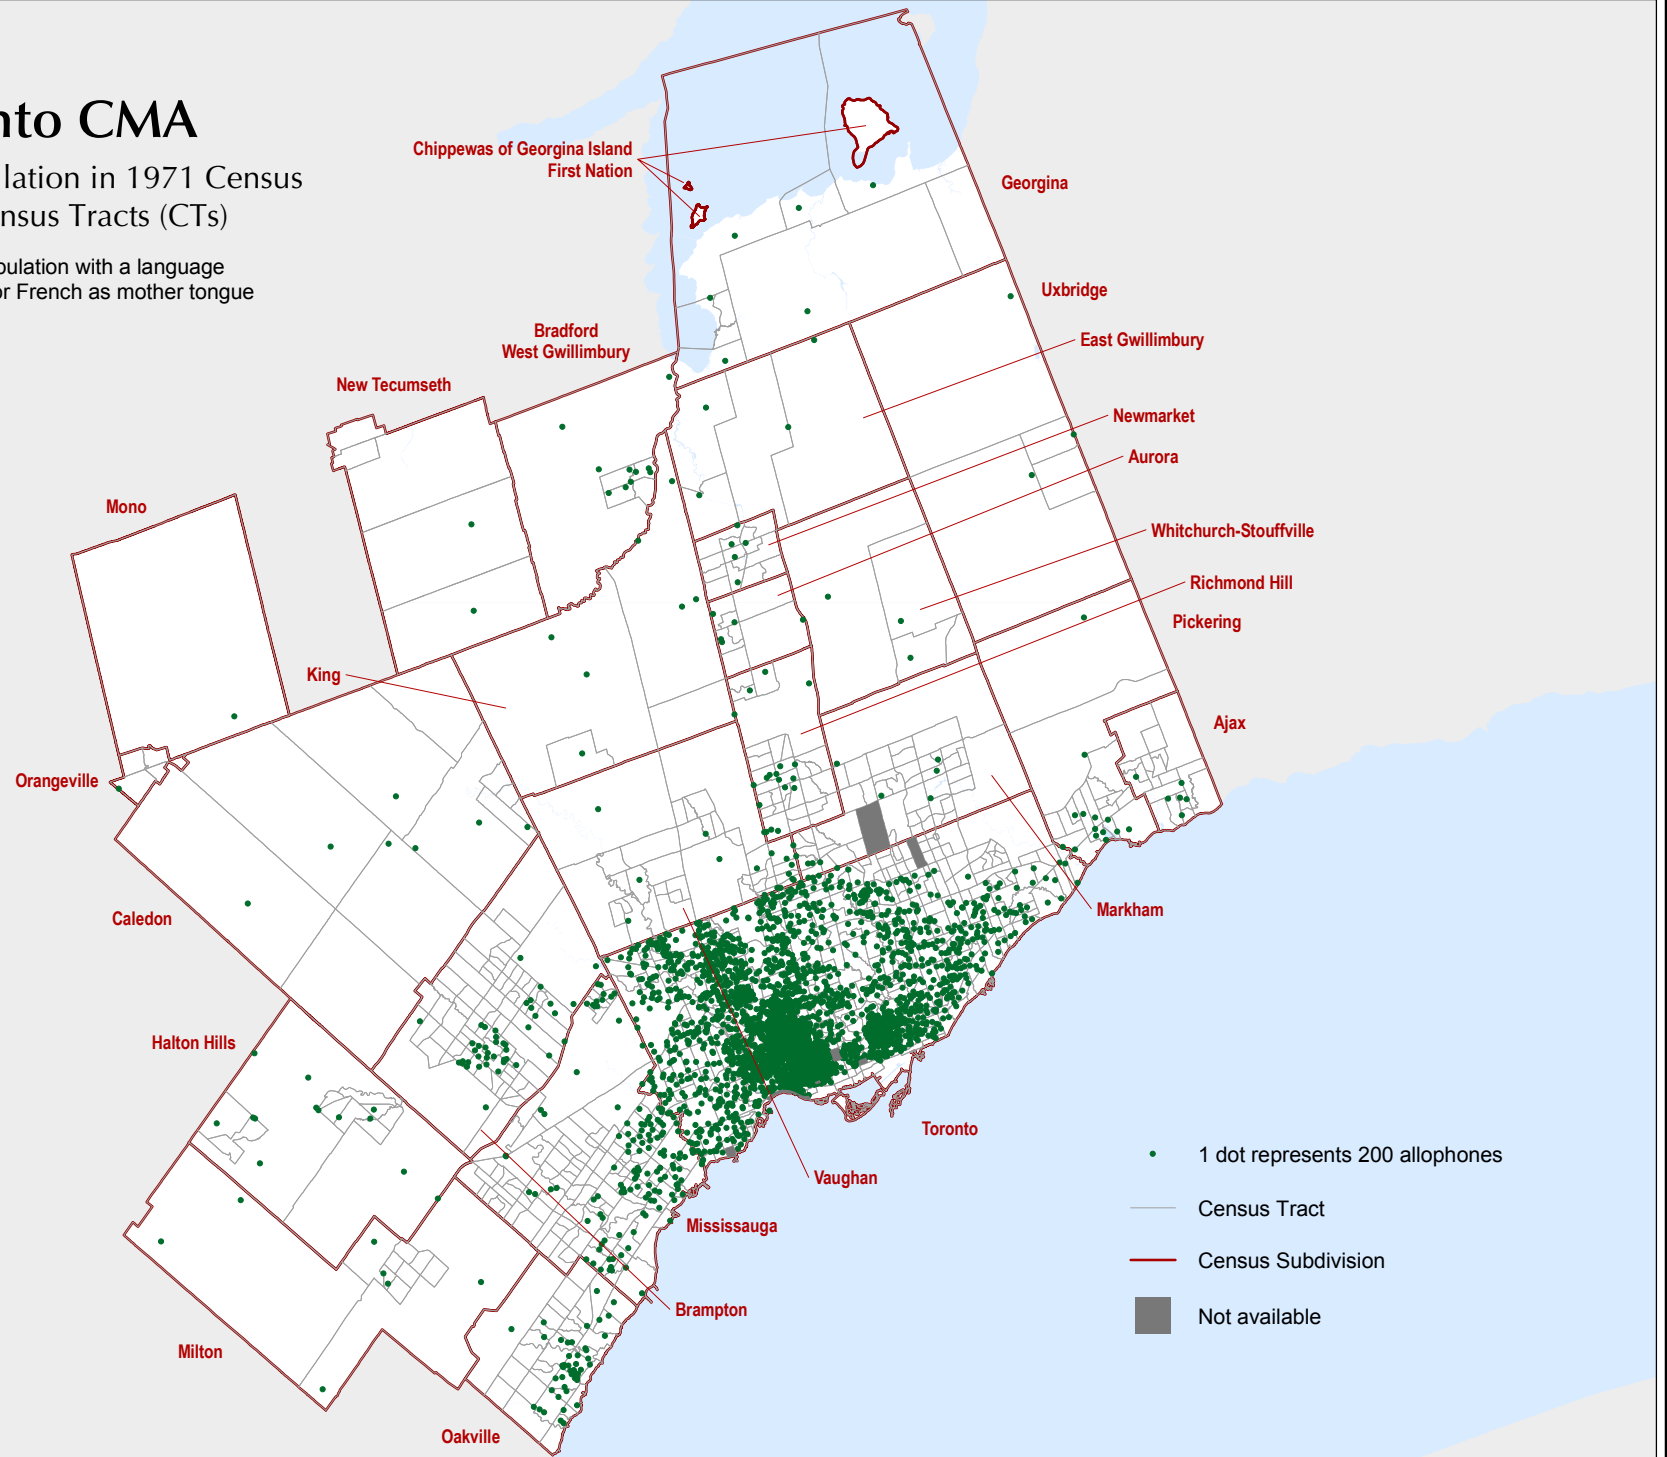 nto CMA
lation in 1971 Census
nsus Tracts (CTs)
pulation with a language
or French as mother tongue
Chippewas of Georgina Island
First Nation
Georgina
Uxbridge
Bradford
West Gwillimbury
East Gwillimbury
New Tecumseth
Newmarket
Aurora
Mono
Whitchurch-Stouffville
Richmond Hill
Pickering
King
Ajax
Orangeville
Caledon
Markham
Halton Hills
Toronto
Vaughan
Mississauga
Brampton
Milton
Oakville
1 dot represents 200 allophones
Census Tract
Census Subdivision
Not available